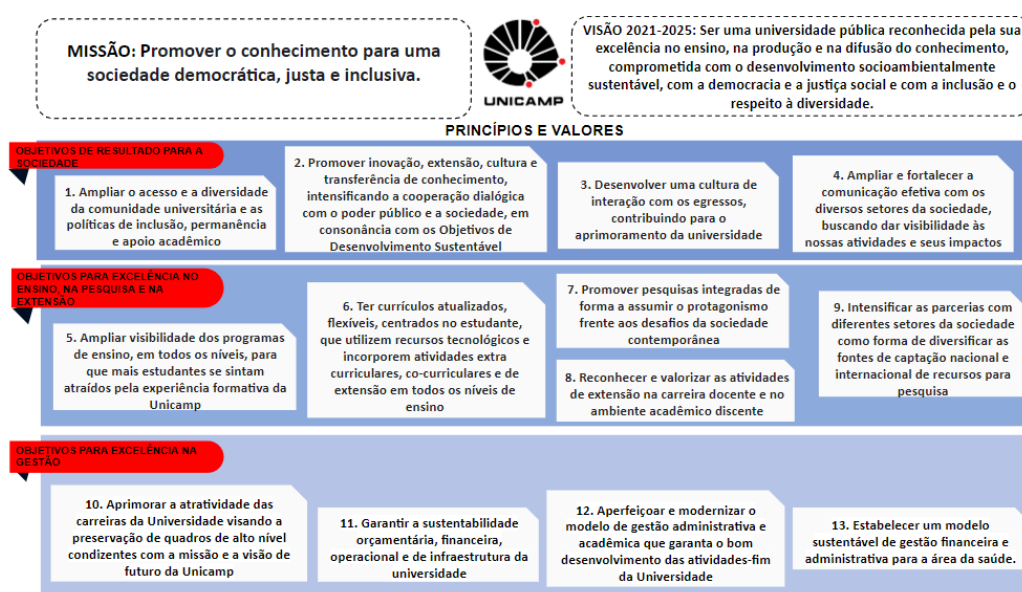 MISSÃO: Promover o conhecimento para uma
sociedade democrática, justa e inclusiva.
UNICAMP
VISÃO 2021-2025: Ser uma universidade pública reconhecida pela sua
excelência no ensino, na produção e na difusão do conhecimento,
comprometida com o desenvolvimento socioambientalmente
sustentável, com a democracia e a justiça social e com a inclusão e o
respeito à diversidade.
PRINCÍPIOS E VALORES
OBJETIVOS DE RESULTADO PARA A
SOCIEDADE
1. Ampliar o acesso e a diversidade
da comunidade universitária e as
políticas de inclusão, permanência
e apoio acadêmico
2. Promover inovação, extensão, cultura e
transferência de conhecimento,
intensificando a cooperação dialógica
com o poder público e a sociedade, em
consonância com os Objetivos de
Desenvolvimento Sustentável
3. Desenvolver uma cultura de
interação com os egressos,
contribuindo para o
aprimoramento da universidade
4. Ampliar e fortalecer a
comunicação efetiva com os
diversos setores da sociedade,
buscando dar visibilidade às
nossas atividades e seus impactos
OBJETIVOS PARA EXCELÊNCIA NO
ENSINO, NA PESQUISA E NA
EXTENSÃO
5. Ampliar visibilidade dos programas
de ensino, em todos os níveis, para
que mais estudantes se sintam
atraídos pela experiência formativa da
Unicamp
6. Ter currículos atualizados,
flexíveis, centrados no estudante,
que utilizem recursos tecnológicos e
incorporem atividades extra
curriculares, co-curriculares e de
extensão em todos os níveis de
ensino
7. Promover pesquisas integradas de
forma a assumir o protagonismo
frente aos desafios da sociedade
contemporânea
8. Reconhecer e valorizar as atividades
de extensão na carreira docente e no
ambiente acadêmico discente
9. Intensificar as parcerias com
diferentes setores da sociedade
como forma de diversificar as
fontes de captação nacional e
internacional de recursos para
pesquisa
OBJETIVOS PARA EXCELÊNCIA NA
GESTÃO
10. Aprimorar a atratividade das
carreiras da Universidade visando a
preservação de quadros de alto nível
condizentes com a missão e a visão de
futuro da Unicamp
11. Garantir a sustentabilidade
orçamentária, financeira,
operacional e de infraestrutura da
universidade
12. Aperfeiçoar e modernizar o
modelo de gestão administrativa e
acadêmica que garanta o bom
desenvolvimento das atividades-fim
da Universidade
13. Estabelecer um modelo
sustentável de gestão financeira e
administrativa para a área da saúde.